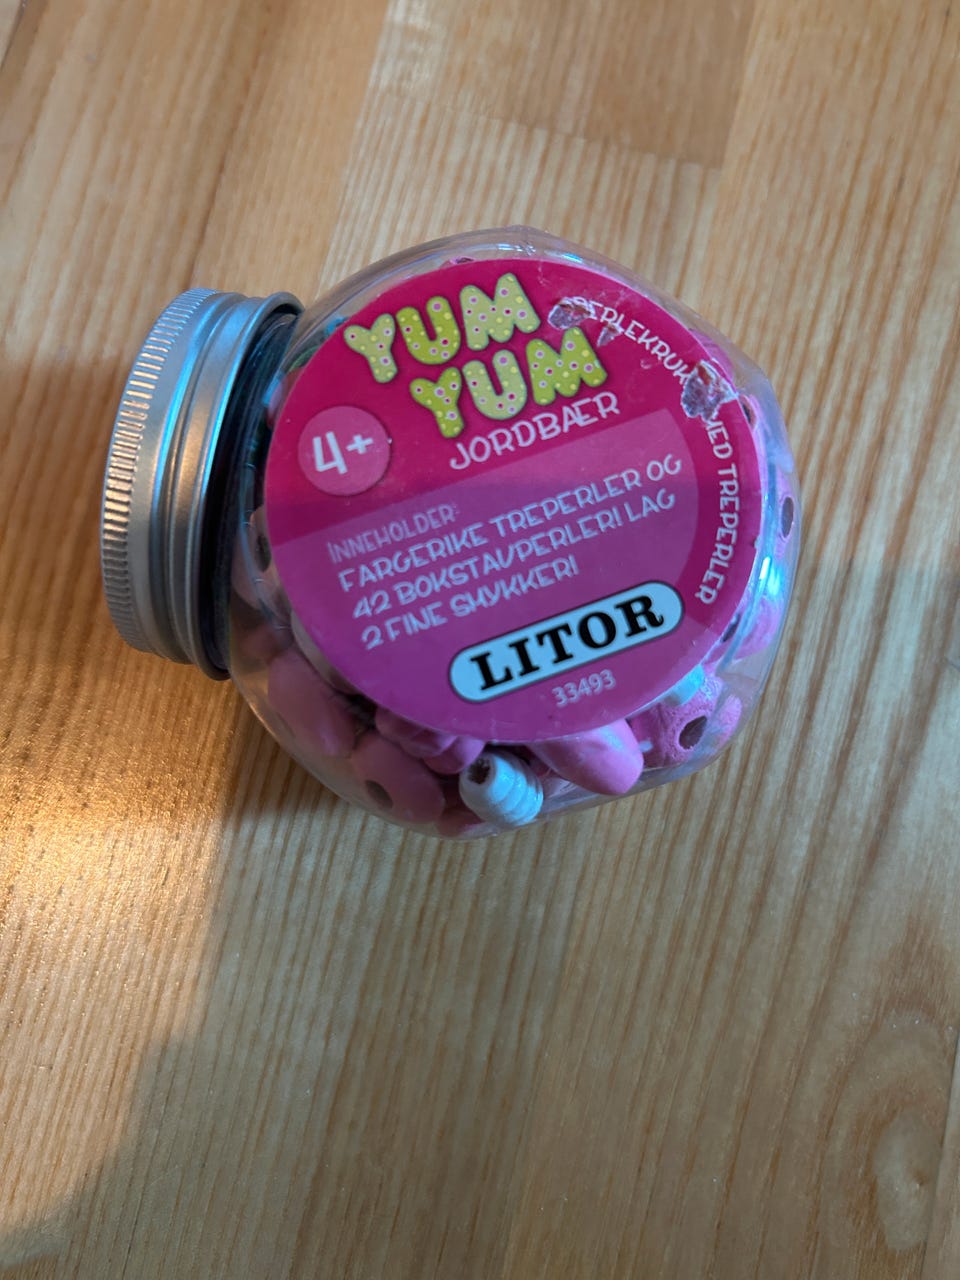 YUM
YUM
JORDBÆR
4+
INNEHOLDER:
FARGERIKE TREPERLER OG
42 BOKSTAVPERLER! LAG
2 FINE SMYKKER!
LITOR
33493
MED TREPERLER